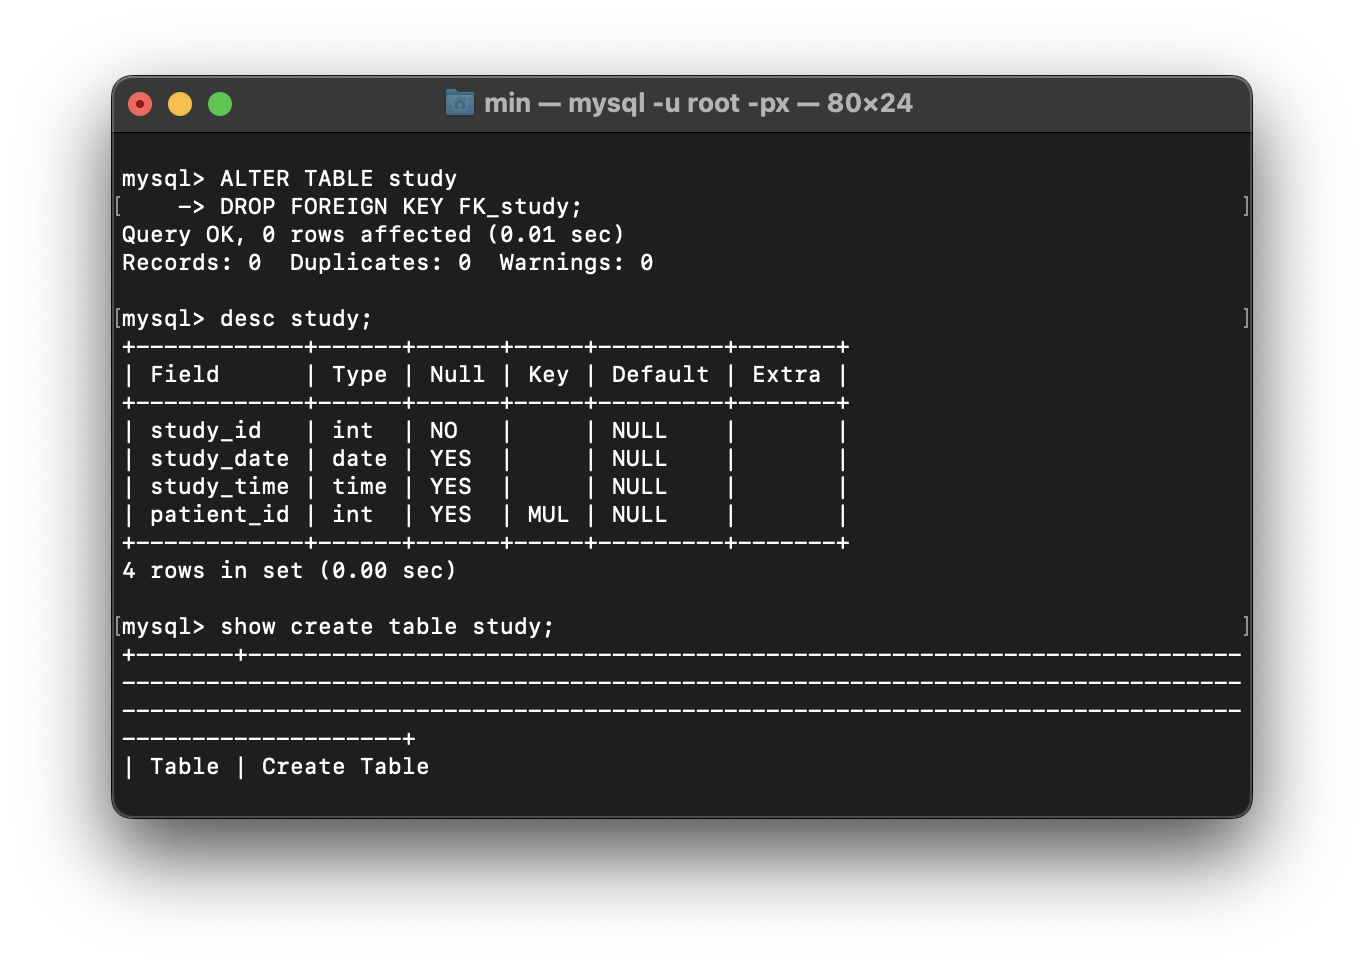 min — mysql -u root -px — 80×24
mysql> ALTER TABLE study
[    -> DROP FOREIGN KEY FK_study; ]
Query OK, 0 rows affected (0.01 sec)
Records: 0  Duplicates: 0  Warnings: 0
[mysql> desc study; ]
+------------+------+------+-----+---------+-------+
| Field      | Type | Null | Key | Default | Extra |
+------------+------+------+-----+---------+-------+
| study_id   | int  | NO   |     | NULL    |       |
| study_date | date | YES  |     | NULL    |       |
| study_time | time | YES  |     | NULL    |       |
| patient_id | int  | YES  | MUL | NULL    |       |
+------------+------+------+-----+---------+-------+
4 rows in set (0.00 sec)
[mysql> show create table study; ]
+-------+-----------------------------------------------------------------------
--------------------------------------------------------------------------------
--------------------------------------------------------------------------------
--------------------+
| Table | Create Table